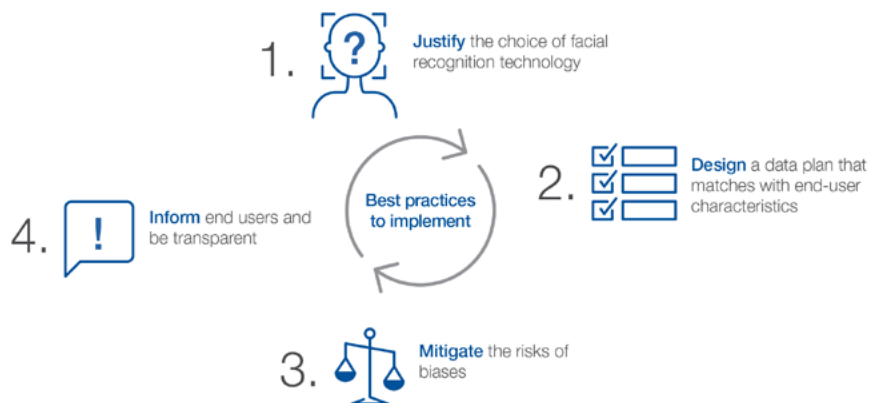 1.
?
Justify the choice of facial
recognition technology
2.
Design a data plan that
matches with end-user
characteristics
Best practices
to implement
3.
Mitigate the risks of
biases
4.
!
Inform end users and
be transparent